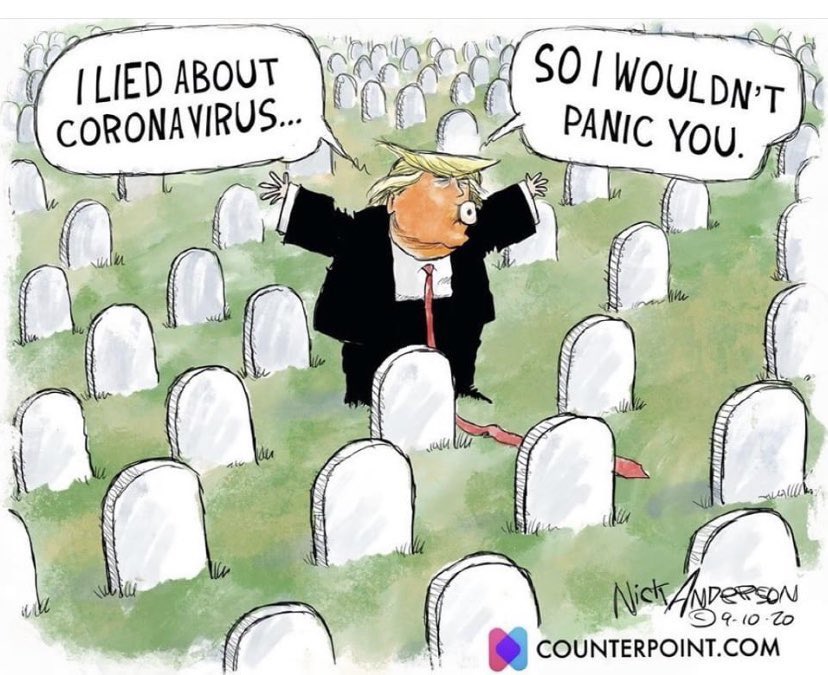 I LIED ABOUT
CORONAVIRUS...
SO I WOULDN'T
PANIC YOU.
Nick Anderson
© 9-10-20
COUNTERPOINT.COM